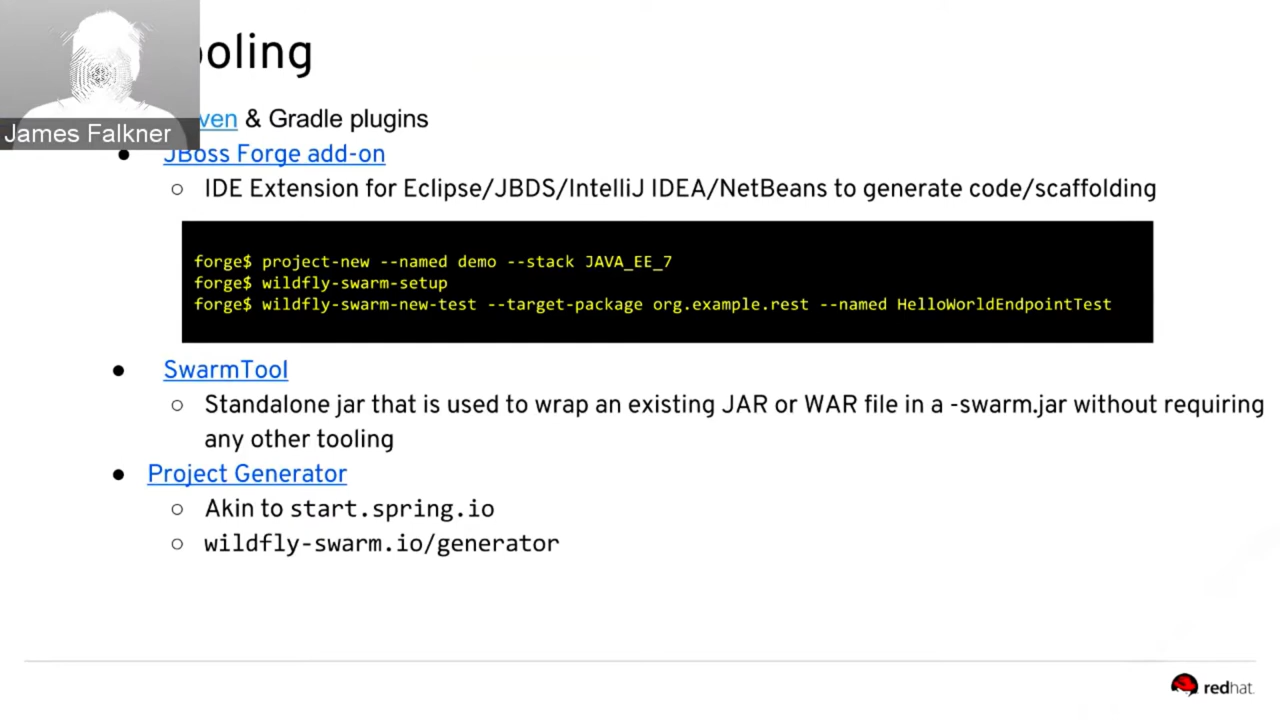 ooling
ven & Gradle plugins
James Falkner
● JBoss Forge add-on
○ IDE Extension for Eclipse/JBDS/IntelliJ IDEA/NetBeans to generate code/scaffolding
forge$ project-new --named demo --stack JAVA_EE_7
forge$ wildfly-swarm-setup
forge$ wildfly-swarm-new-test --target-package org.example.rest --named HelloWorldEndpointTest
● SwarmTool
○ Standalone jar that is used to wrap an existing JAR or WAR file in a -swarm.jar without requiring
any other tooling
● Project Generator
○ Akin to start.spring.io
○ wildfly-swarm.io/generator
redhat.